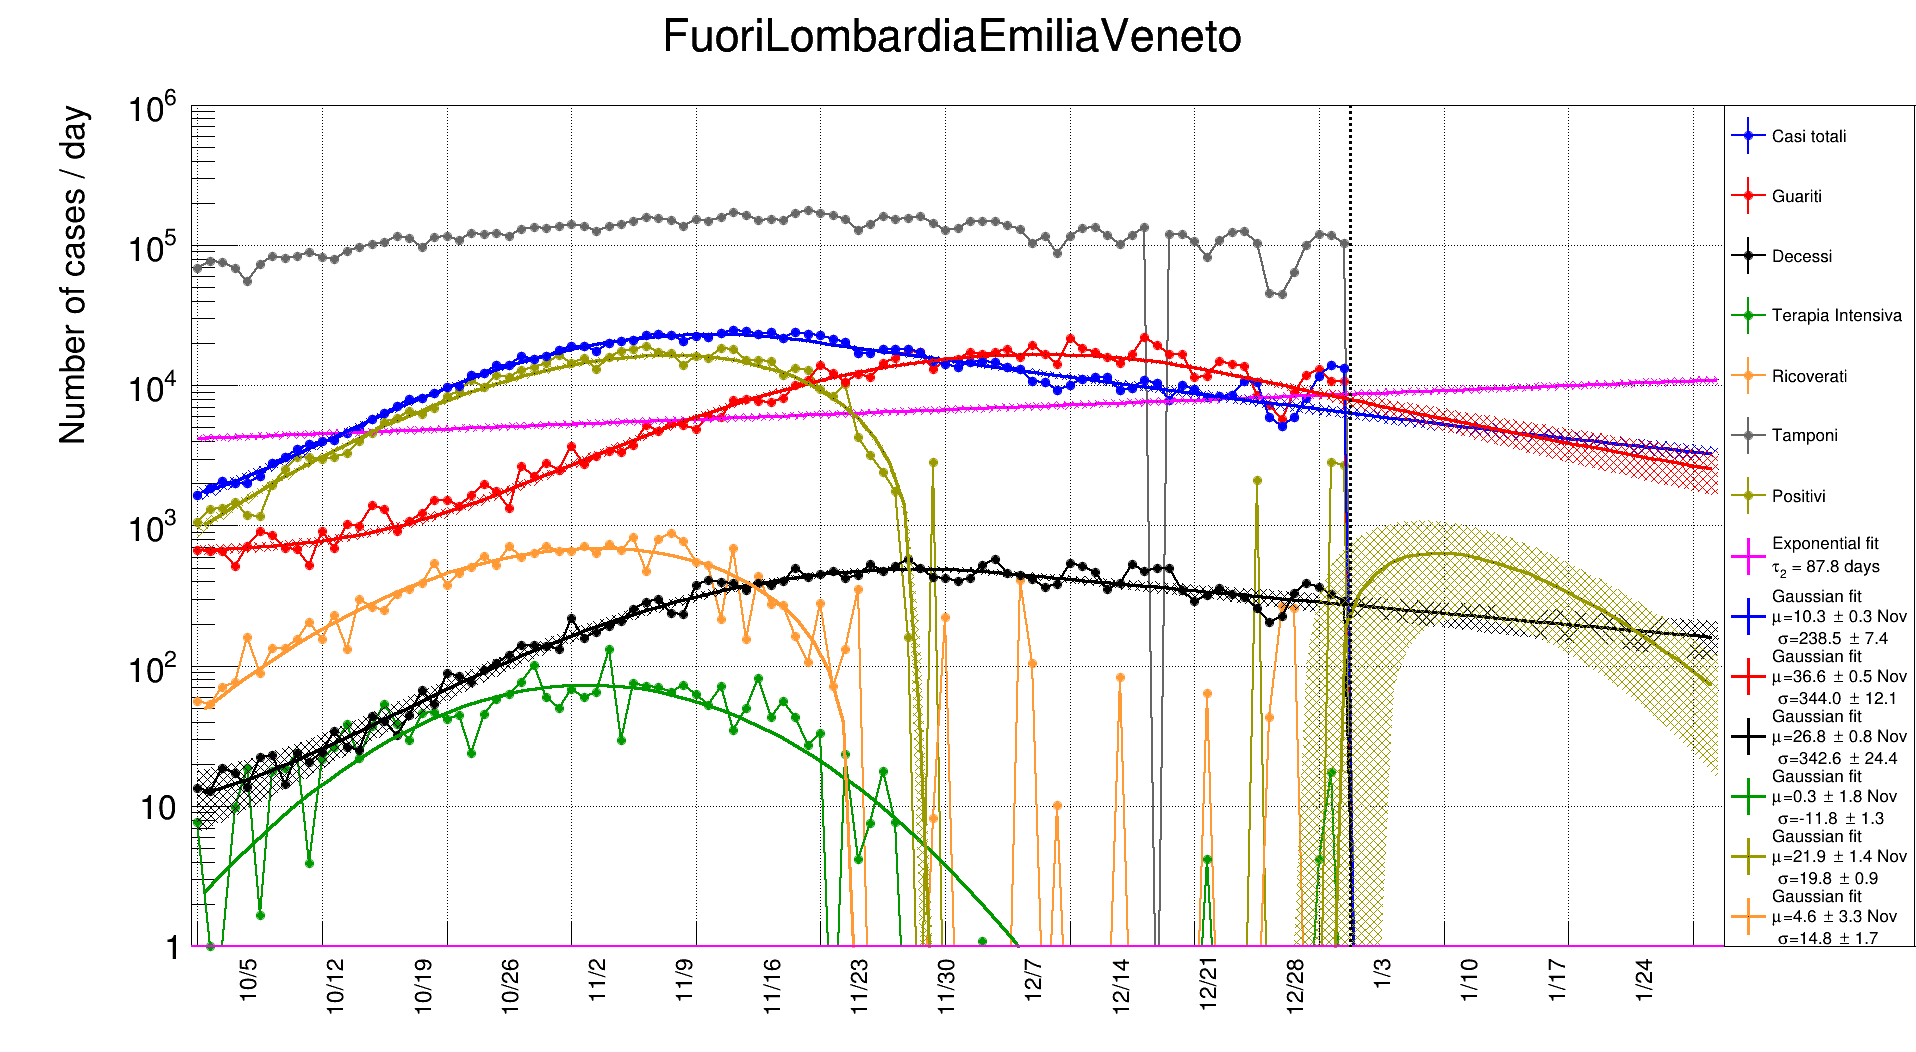 FuoriLombardiaEmiliaVeneto
Number of cases / day
10^6
10^5
10^4
10^3
10^2
10
1
10/5
10/12
10/19
10/26
11/2
11/9
11/16
11/23
11/30
12/7
12/14
12/21
12/28
1/3
1/10
1/17
1/24
Casi totali
Guariti
Decessi
Terapia Intensiva
Ricoverati
Tamponi
Positivi
Exponential fit
τ₂ = 87.8 days
Gaussian fit
μ=10.3 ± 0.3 Nov
σ=238.5 ± 7.4
Gaussian fit
μ=36.6 ± 0.5 Nov
σ=344.0 ± 12.1
Gaussian fit
μ=26.8 ± 0.8 Nov
σ=342.6 ± 24.4
Gaussian fit
μ=0.3 ± 1.8 Nov
σ=-11.8 ± 1.3
Gaussian fit
μ=21.9 ± 1.4 Nov
σ=19.8 ± 0.9
Gaussian fit
μ=4.6 ± 3.3 Nov
σ=14.8 ± 1.7